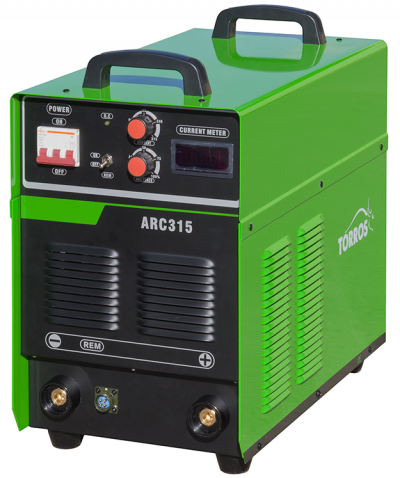 POWER
ON
OFF
O.C
CURRENT METER
ARC315
TORROS
REM